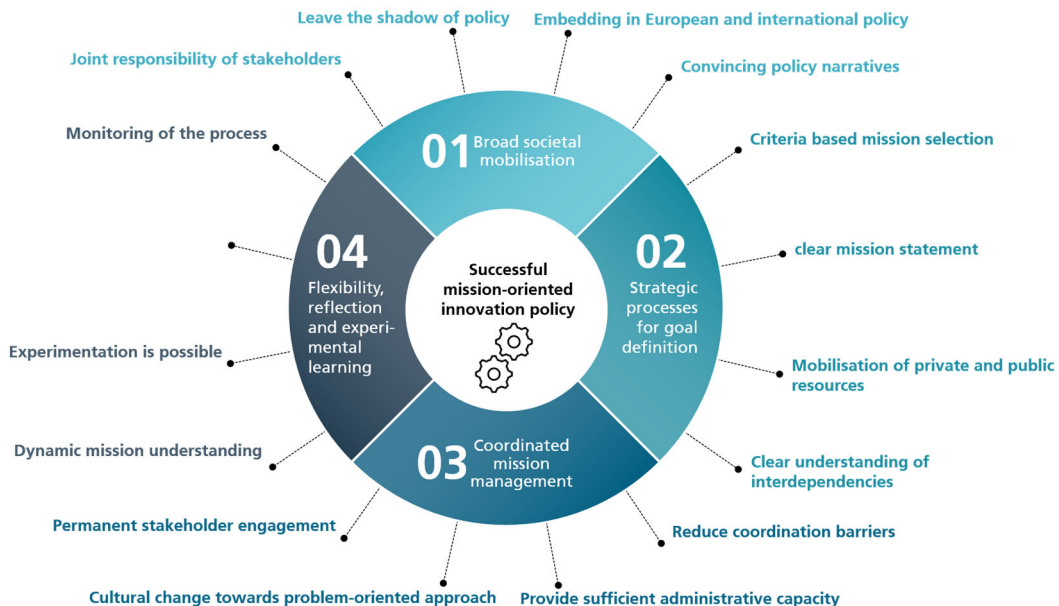 Leave the shadow of policy
Embedding in European and international policy
Joint responsibility of stakeholders
Convincing policy narratives
Monitoring of the process
Criteria based mission selection
01 Broad societal
mobilisation
04
Flexibility,
reflection
and experi-
mental
learning
Successful
mission-oriented
innovation policy
02
Strategic
processes
for goal
definition
clear mission statement
Experimentation is possible
Mobilisation of private and public
resources
Dynamic mission understanding
03 Coordinated
mission
management
Clear understanding of
interdependencies
Permanent stakeholder engagement
Reduce coordination barriers
Cultural change towards problem-oriented approach
Provide sufficient administrative capacity